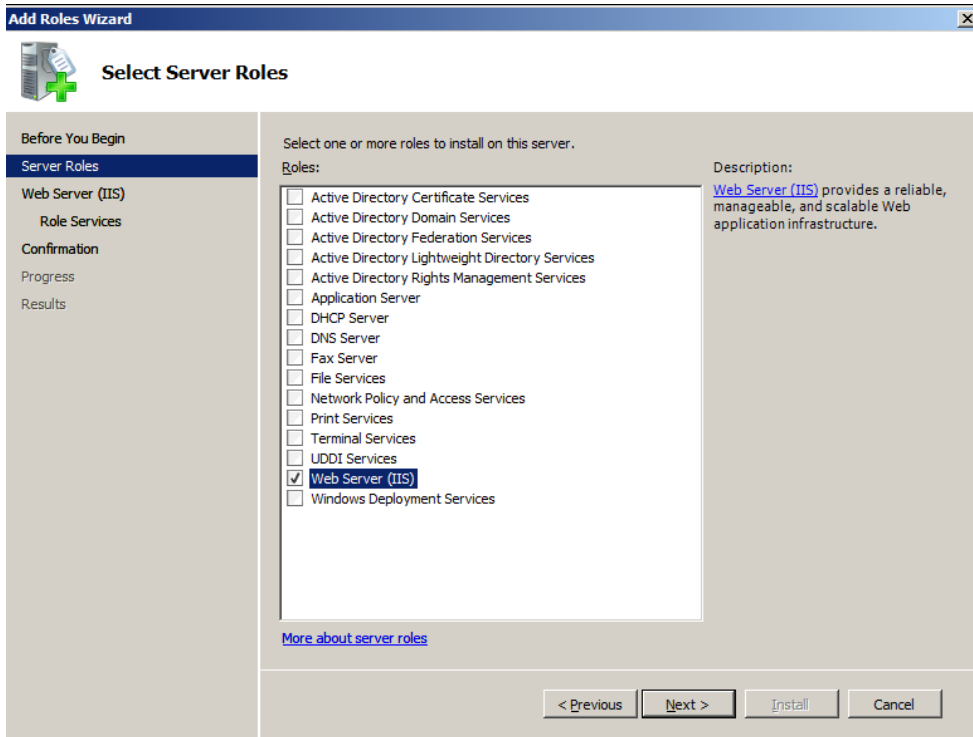 Add Roles Wizard
Select Server Roles
Before You Begin
Server Roles
Web Server (IIS)
Role Services
Confirmation
Progress
Results
Select one or more roles to install on this server.
Roles:
Active Directory Certificate Services
Active Directory Domain Services
Active Directory Federation Services
Active Directory Lightweight Directory Services
Active Directory Rights Management Services
Application Server
DHCP Server
DNS Server
Fax Server
File Services
Network Policy and Access Services
Print Services
Terminal Services
UDDI Services
Web Server (IIS)
Windows Deployment Services
More about server roles
Description:
Web Server (IIS) provides a reliable,
manageable, and scalable Web
application infrastructure.
< Previous
Next >
Install
Cancel